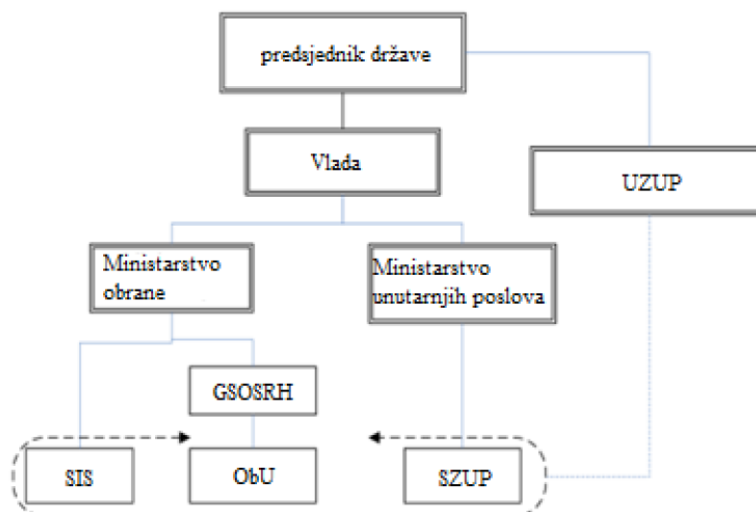 predsjednik države
Vlada
UZUP
Ministarstvo
obrane
Ministarstvo
unutarnjih poslova
GSOSRH
SIS
ObU
SZUP